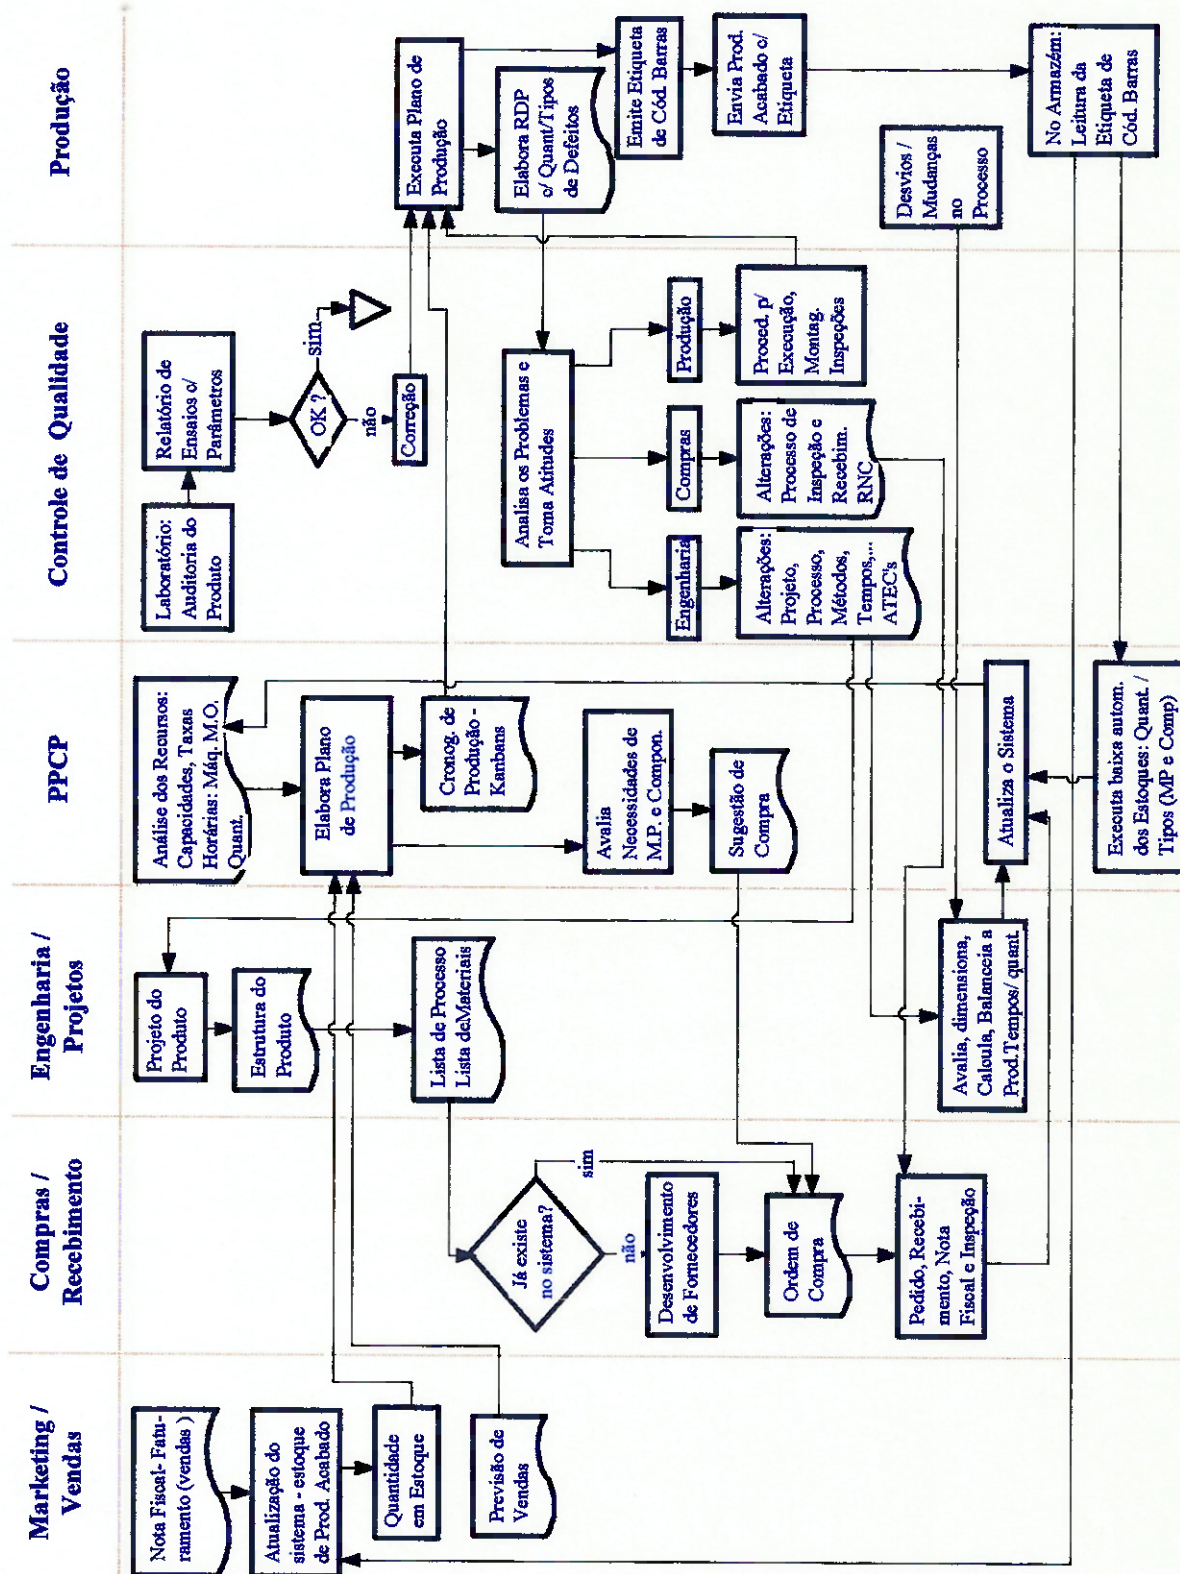 Marketing /
Vendas
Nota Fiscal- Fatu-
ramento (vendas )
Atualização do
sistema - estoque
de Prod. Acabado
Quantidade
em Estoque
Previsão de
Vendas
Compras /
Recebimento
Já existe
no sistema?
sim
não
Desenvolvimento
de Fornecedores
Ordem de
Compra
Pedido, Recebi-
mento, Nota
Fiscal e Inspeção
Engenharia /
Projetos
Projeto do
Produto
Estrutura do
Produto
Lista de Processo
Lista deMateriais
Avalia, dimensiona,
Calcula, Balanceia a
Prod.Tempos/ quant.
PPCP
Análise dos Recursos:
Capacidades, Taxas
Horárias: Máq. M.O.
Quant.
Elabora Plano
de Produção
Cronog. de
Produção -
Kanbans
Avalia
Necessidades de
M.P. e Compon.
Sugestão de
Compra
Atualiza o Sistema
Executa baixa autom.
dos Estoques: Quant. /
Tipos (MP e Comp)
Controle de Qualidade
Laboratório:
Auditoria do
Produto
Relatório de
Ensaios c/
Parâmetros
OK ?
sim
não
Correção
Analisa os Problemas e
Toma Atitudes
Engenharia
Compras
Produção
Alterações:
Projeto,
Processo,
Métodos,
Tempos,...
ATEC's
Alterações:
Processo de
Inspeção e
Recebim.
RNC
Proced. p/
Execução,
Montag.
Inspeções
Produção
Executa Plano de
Produção
Elabora RDP
c/ Quant/Tipos
de Defeitos
Emite Etiqueta
de Cód. Barras
Envia Prod.
Acabado c/
Etiqueta
Desvios /
Mudanças
no
Processo
No Armazém:
Leitura da
Etiqueta de
Cód. Barras